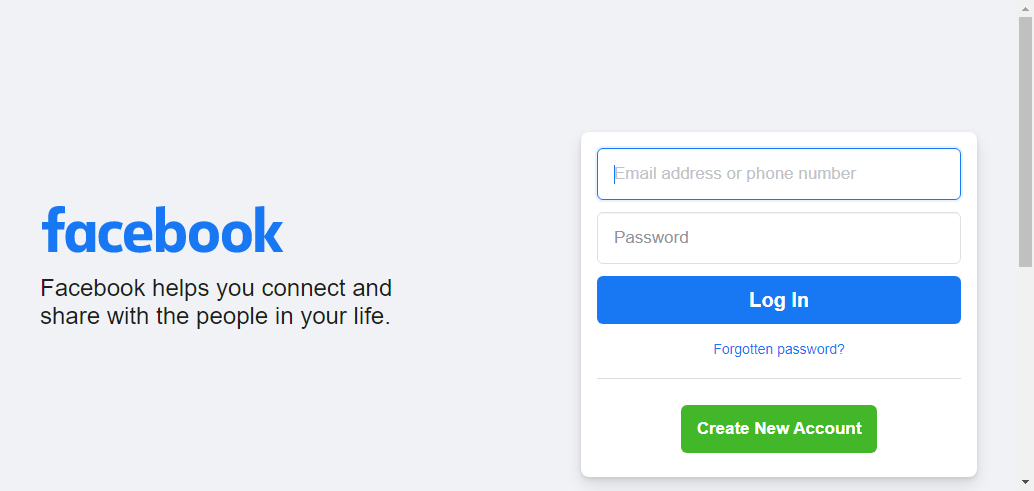 facebook
Facebook helps you connect and
share with the people in your life.
Email address or phone number
Password
Log In
Forgotten password?
Create New Account